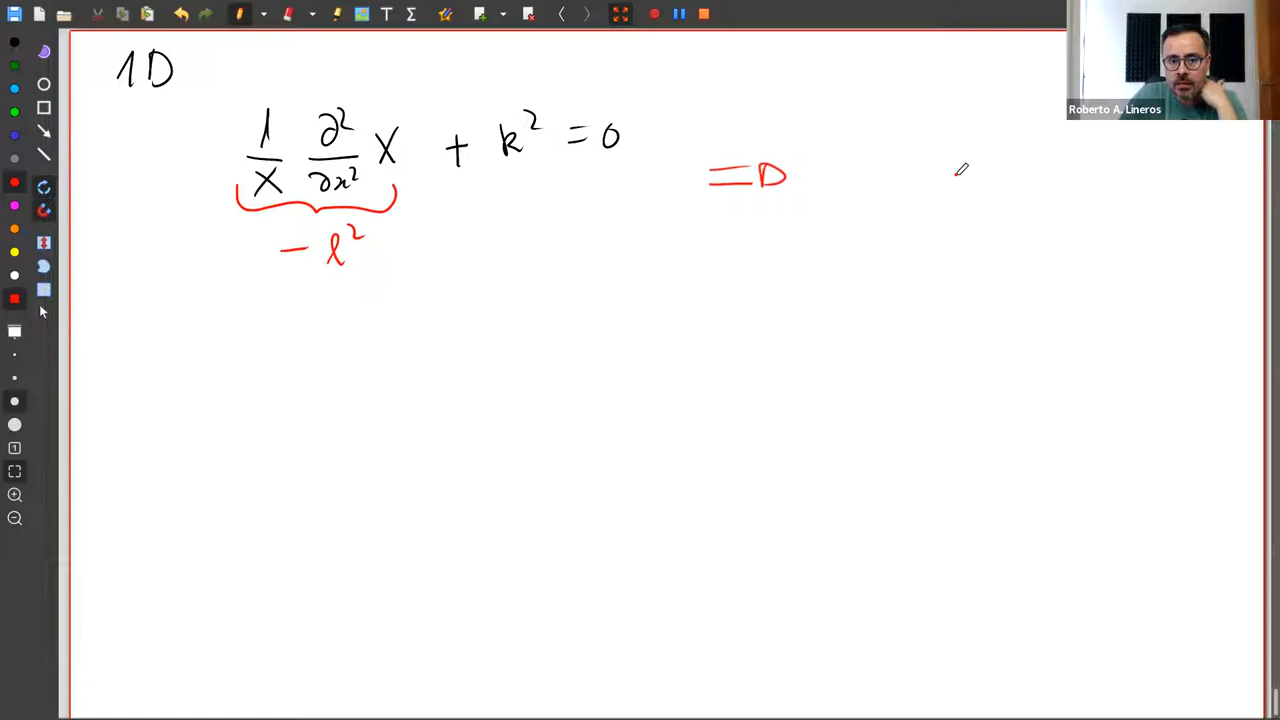 1D
1/X ∂²/∂x² X + k² = 0
=D
- ℓ²
Roberto A. Lineros